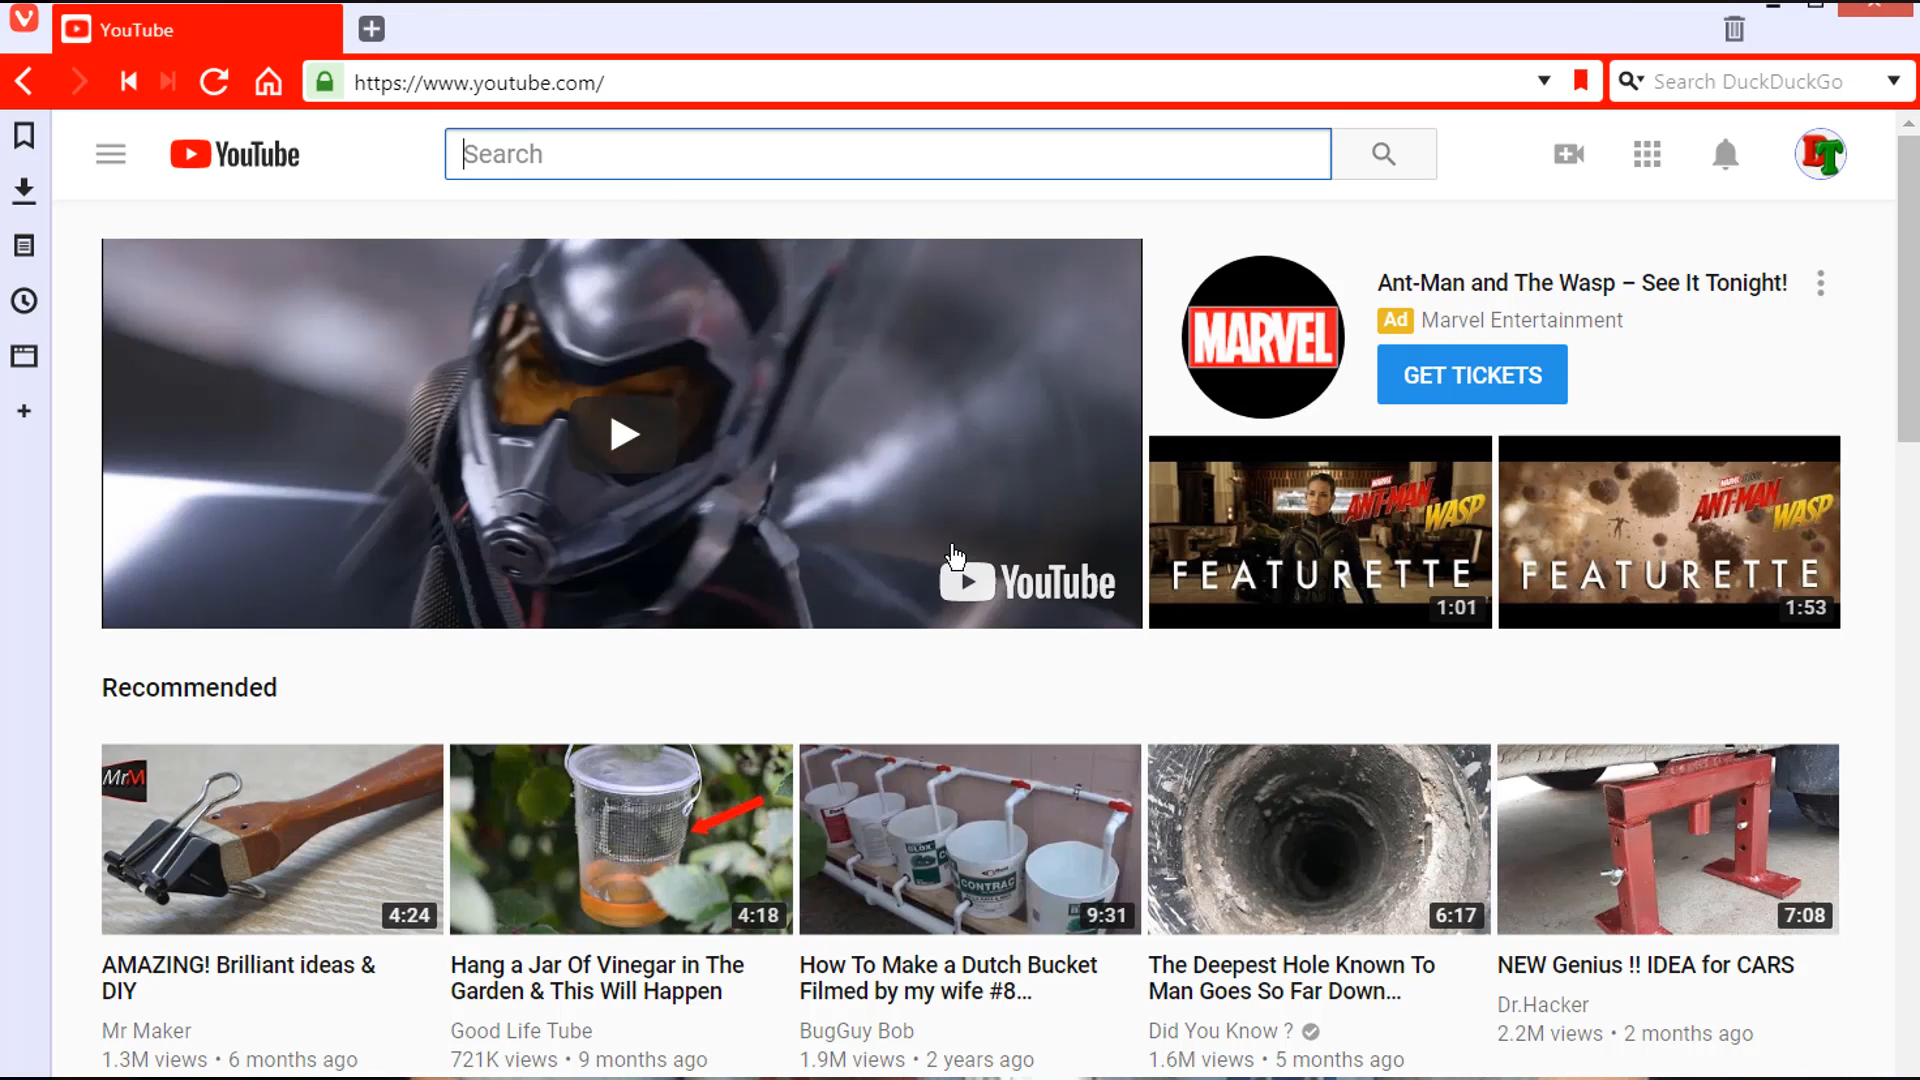 YouTube
https://www.youtube.com/
Search DuckDuckGo
YouTube
Search
DT
Ant-Man and The Wasp – See It Tonight!
Ad Marvel Entertainment
MARVEL
GET TICKETS
YouTube
MARVEL
ANT-MAN
WASP
FEATURETTE
1:01
MARVEL
ANT-MAN
WASP
FEATURETTE
1:53
Recommended
MrM
4:24
4:18
CONTRAC
9:31
6:17
7:08
AMAZING! Brilliant ideas &
DIY
Mr Maker
1.3M views • 6 months ago
Hang a Jar Of Vinegar in The
Garden & This Will Happen
Good Life Tube
721K views • 9 months ago
How To Make a Dutch Bucket
Filmed by my wife #8...
BugGuy Bob
1.9M views • 2 years ago
The Deepest Hole Known To
Man Goes So Far Down...
Did You Know ?
1.6M views • 5 months ago
NEW Genius !! IDEA for CARS
Dr.Hacker
2.2M views • 2 months ago